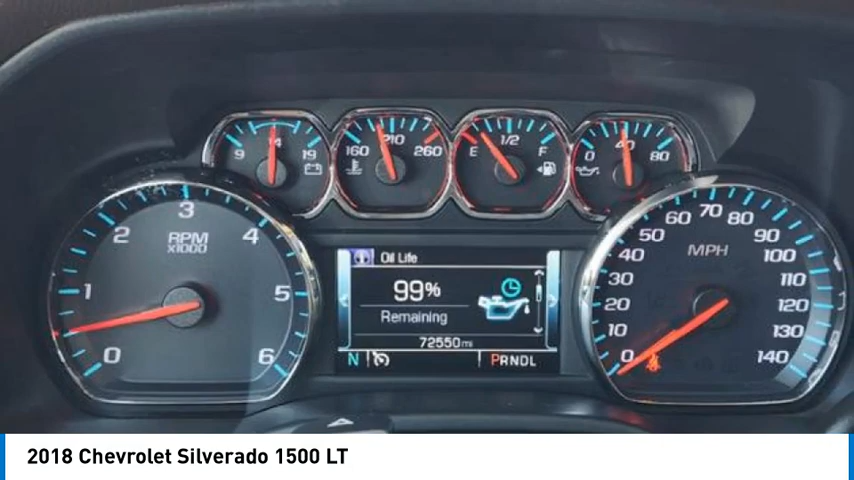 9 14 19
160 210 260
E 1/2 F
0 40 80
0 1 2 3 4 5 6
RPM
X1000
Oil Life
99%
Remaining
72550 mi
N
PRNDL
MPH
0 10 20 30 40 50 60 70 80 90 100 110 120 130 140
2018 Chevrolet Silverado 1500 LT